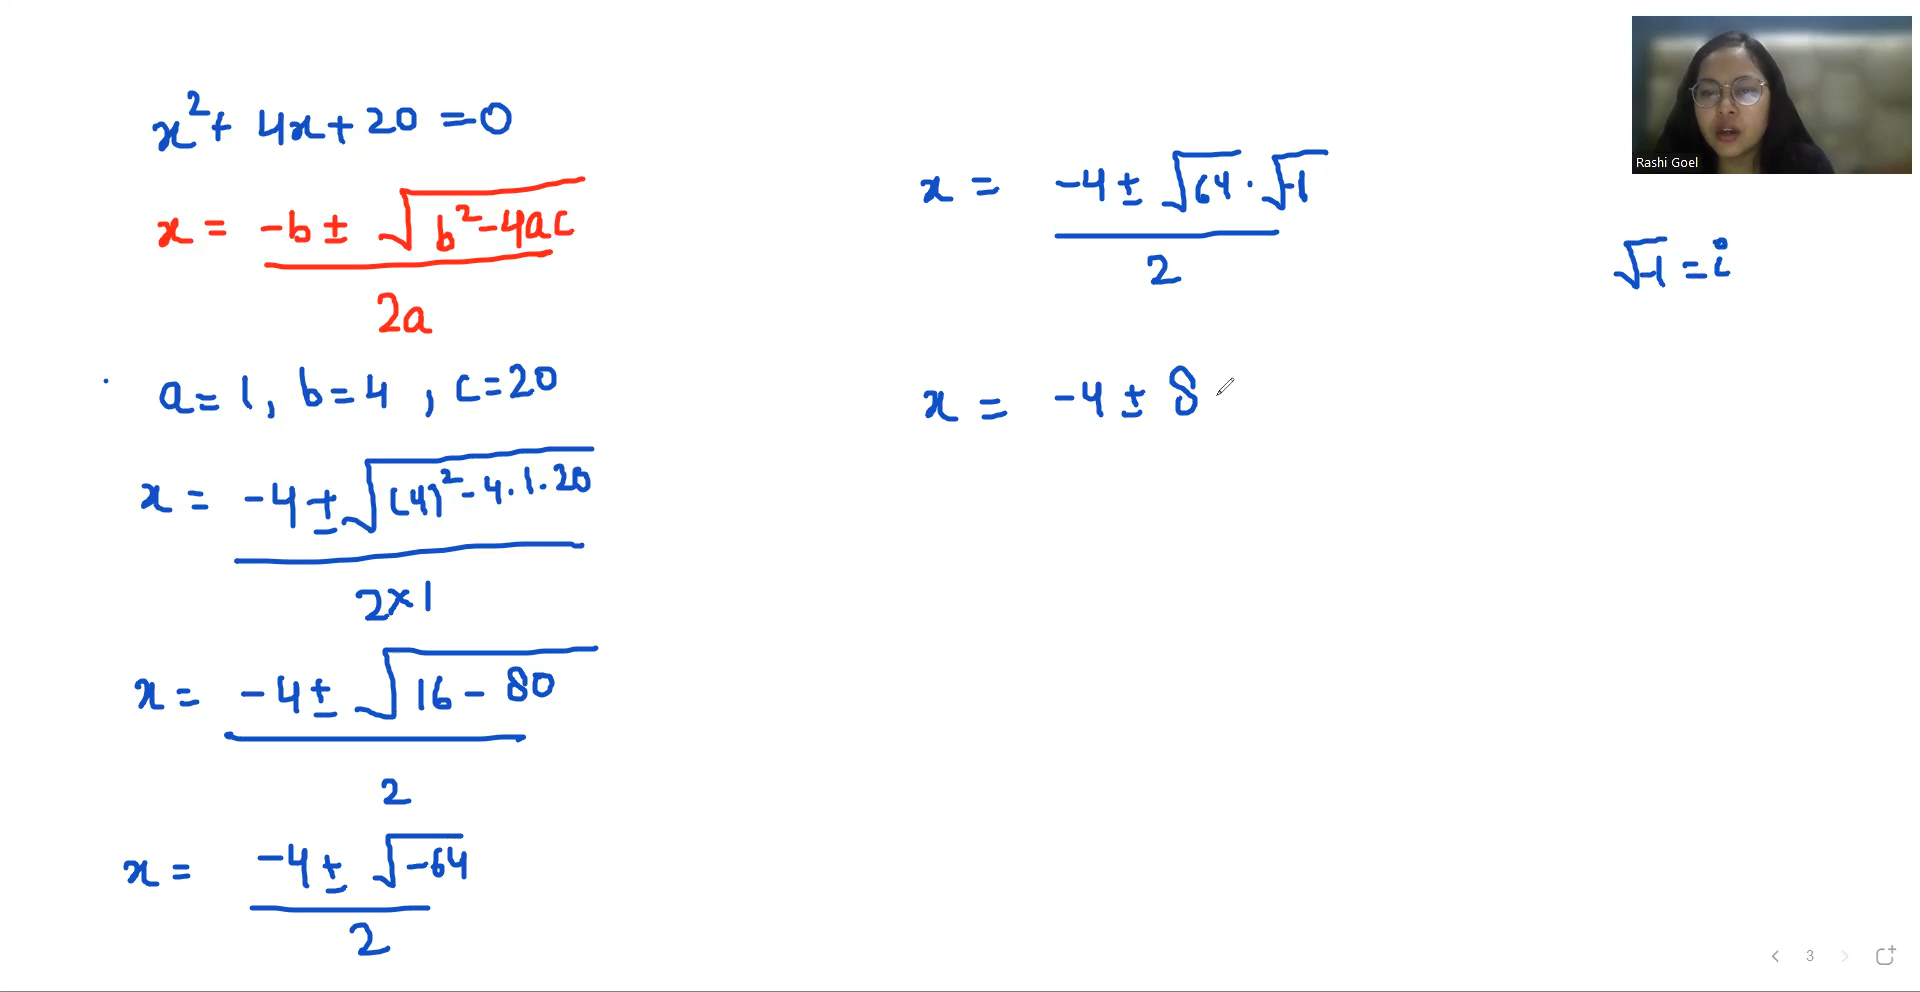 x² + 4x + 20 = 0
x = -b ± √(b² - 4ac)
2a
a = 1, b = 4, c = 20
x = -4 ± √((4)² - 4.1.20)
2×1
x = -4 ± √(16 - 80)
2
x = -4 ± √-64
2
x = -4 ± √64 · √-1
2
√-1 = i
x = -4 ± 8
Rashi Goel
3